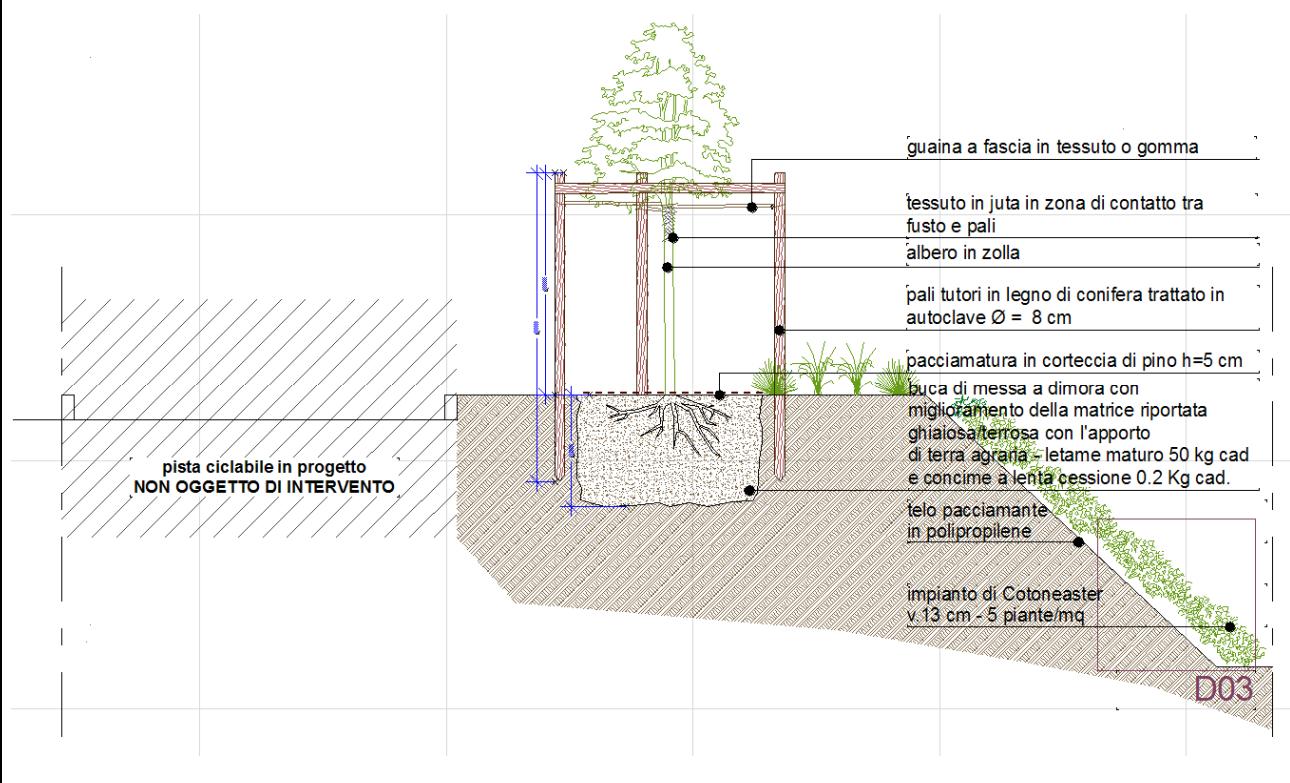 guaina a fascia in tessuto o gomma
tessuto in juta in zona di contatto tra
fusto e pali
albero in zolla
pali tutori in legno di conifera trattato in
autoclave Ø = 8 cm
pacciamatura in corteccia di pino h=5 cm
buca di messa a dimora con
miglioramento della matrice riportata
ghiaiosa/terrosa con l'apporto
di terra agraria - letame maturo 50 kg cad
e concime a lenta cessione 0.2 Kg cad.
telo pacciamante
in polipropilene
impianto di Cotoneaster
v.13 cm - 5 piante/mq
pista ciclabile in progetto
NON OGGETTO DI INTERVENTO
D03